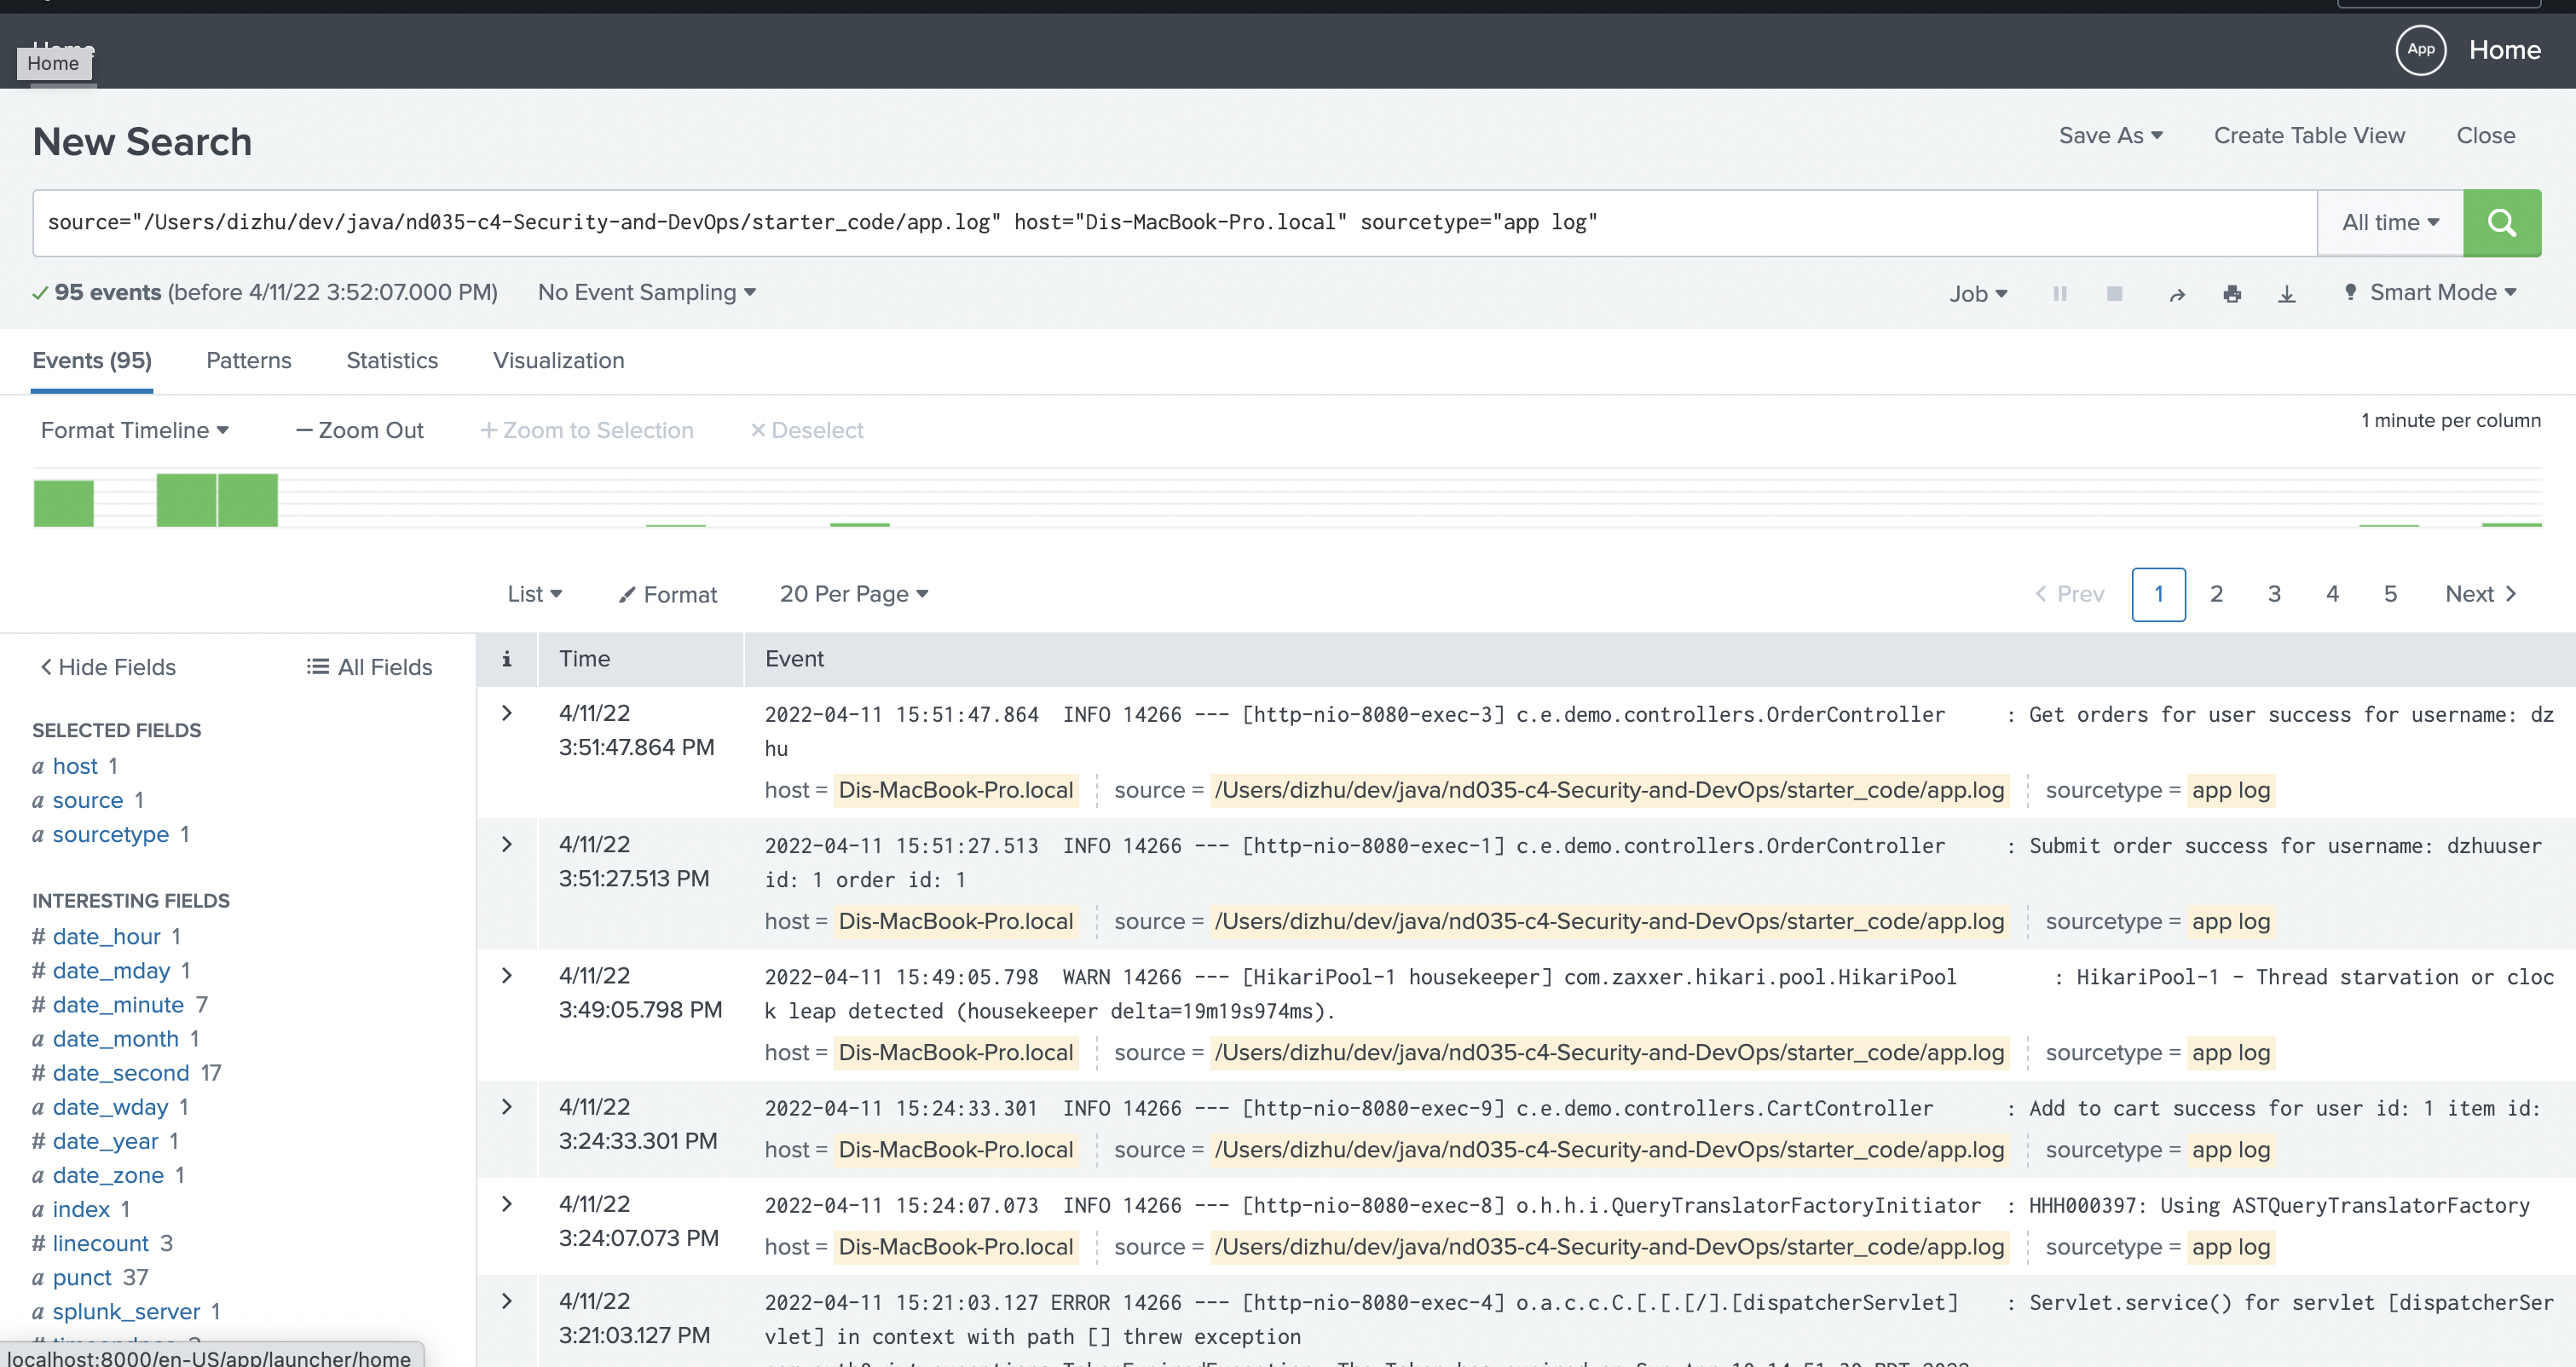 Home
Home
App Home
New Search
Save As Create Table View Close
source="/Users/dizhu/dev/java/nd035-c4-Security-and-DevOps/starter_code/app.log" host="Dis-MacBook-Pro.local" sourcetype="app log"
All time
95 events (before 4/11/22 3:52:07.000 PM) No Event Sampling
Job Smart Mode
Events (95) Patterns Statistics Visualization
Format Timeline — Zoom Out + Zoom to Selection × Deselect
1 minute per column
List Format 20 Per Page
< Prev 1 2 3 4 5 Next >
< Hide Fields All Fields
SELECTED FIELDS
a host 1
a source 1
a sourcetype 1
INTERESTING FIELDS
# date_hour 1
# date_mday 1
# date_minute 7
a date_month 1
# date_second 17
a date_wday 1
# date_year 1
a date_zone 1
a index 1
# linecount 3
a punct 37
a splunk_server 1
localhost:8000/en-US/app/launcher/home
i Time Event
4/11/22
3:51:47.864 PM
2022-04-11 15:51:47.864 INFO 14266 --- [http-nio-8080-exec-3] c.e.demo.controllers.OrderController : Get orders for user success for username: dz
hu
host = Dis-MacBook-Pro.local source = /Users/dizhu/dev/java/nd035-c4-Security-and-DevOps/starter_code/app.log sourcetype = app log
4/11/22
3:51:27.513 PM
2022-04-11 15:51:27.513 INFO 14266 --- [http-nio-8080-exec-1] c.e.demo.controllers.OrderController : Submit order success for username: dzhuuser
id: 1 order id: 1
host = Dis-MacBook-Pro.local source = /Users/dizhu/dev/java/nd035-c4-Security-and-DevOps/starter_code/app.log sourcetype = app log
4/11/22
3:49:05.798 PM
2022-04-11 15:49:05.798 WARN 14266 --- [HikariPool-1 housekeeper] com.zaxxer.hikari.pool.HikariPool : HikariPool-1 - Thread starvation or cloc
k leap detected (housekeeper delta=19m19s974ms).
host = Dis-MacBook-Pro.local source = /Users/dizhu/dev/java/nd035-c4-Security-and-DevOps/starter_code/app.log sourcetype = app log
4/11/22
3:24:33.301 PM
2022-04-11 15:24:33.301 INFO 14266 --- [http-nio-8080-exec-9] c.e.demo.controllers.CartController : Add to cart success for user id: 1 item id:
host = Dis-MacBook-Pro.local source = /Users/dizhu/dev/java/nd035-c4-Security-and-DevOps/starter_code/app.log sourcetype = app log
4/11/22
3:24:07.073 PM
2022-04-11 15:24:07.073 INFO 14266 --- [http-nio-8080-exec-8] o.h.h.i.QueryTranslatorFactoryInitiator : HHH000397: Using ASTQueryTranslatorFactory
host = Dis-MacBook-Pro.local source = /Users/dizhu/dev/java/nd035-c4-Security-and-DevOps/starter_code/app.log sourcetype = app log
4/11/22
3:21:03.127 PM
2022-04-11 15:21:03.127 ERROR 14266 --- [http-nio-8080-exec-4] o.a.c.c.C.[.[.[/].[dispatcherServlet] : Servlet.service() for servlet [dispatcherSer
vlet] in context with path [] threw exception